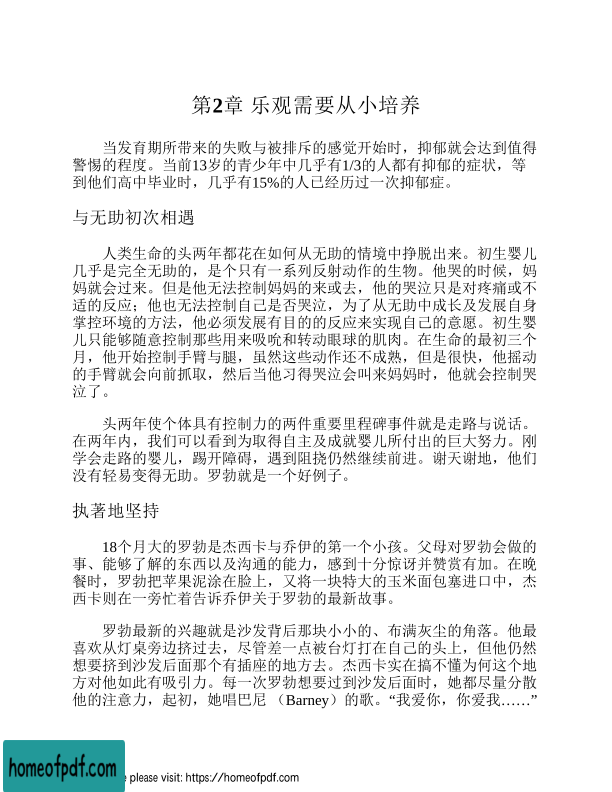 第2章 乐观需要从小培养
当发育期所带来的失败与被排斥的感觉开始时，抑郁就会达到值得
警惕的程度。当前13岁的青少年中几乎有1/3的人都有抑郁的症状，等
到他们高中毕业时，几乎有15%的人已经历过一次抑郁症。
与无助初次相遇
人类生命的头两年都花在如何从无助的情境中挣脱出来。初生婴儿
几乎是完全无助的，是个只有一系列反射动作的生物。他哭的时候，妈
妈就会过来。但是他无法控制妈妈的来或去，他的哭泣只是对疼痛或不
适的反应；他也无法控制自己是否哭泣，为了从无助中成长及发展自身
掌控环境的方法，他必须发展有目的的反应来实现自己的意愿。初生婴
儿只能够随意控制那些用来吸吮和转动眼球的肌肉。在生命的最初三个
月，他开始控制手臂与腿，虽然这些动作还不成熟，但是很快，他摇动
的手臂就会向前抓取，然后当他习得哭泣会叫来妈妈时，他就会控制哭
泣了。
头两年使个体具有控制力的两件重要里程碑事件就是走路与说话。
在两年内，我们可以看到为取得自主及成就婴儿所付出的巨大努力。刚
学会走路的婴儿，踢开障碍，遇到阻挠仍然继续前进。谢天谢地，他们
没有轻易变得无助。罗勃就是一个好例子。
执著地坚持
18个月大的罗勃是杰西卡与乔伊的第一个小孩。父母对罗勃会做的
事、能够了解的东西以及沟通的能力，感到十分惊讶并赞赏有加。在晚
餐时，罗勃把苹果泥涂在脸上，又将一块特大的玉米面包塞进口中，杰
西卡则在一旁忙着告诉乔伊关于罗勃的最新故事。
罗勃最新的兴趣就是沙发背后那块小小的、布满灰尘的角落。他最
喜欢从灯桌旁边挤过去，尽管差一点被台灯打在自己的头上，但他仍然
想要挤到沙发后面那个有插座的地方去。杰西卡实在搞不懂为何这个地
方对他如此有吸引力。每一次罗勃想要过到沙发后面时，她都尽量分散
他的注意力，起初，她唱巴尼 （Barney）的歌。“我爱你，你爱我……”
homeofpdf.com
e please visit: https://homeofpdf.com